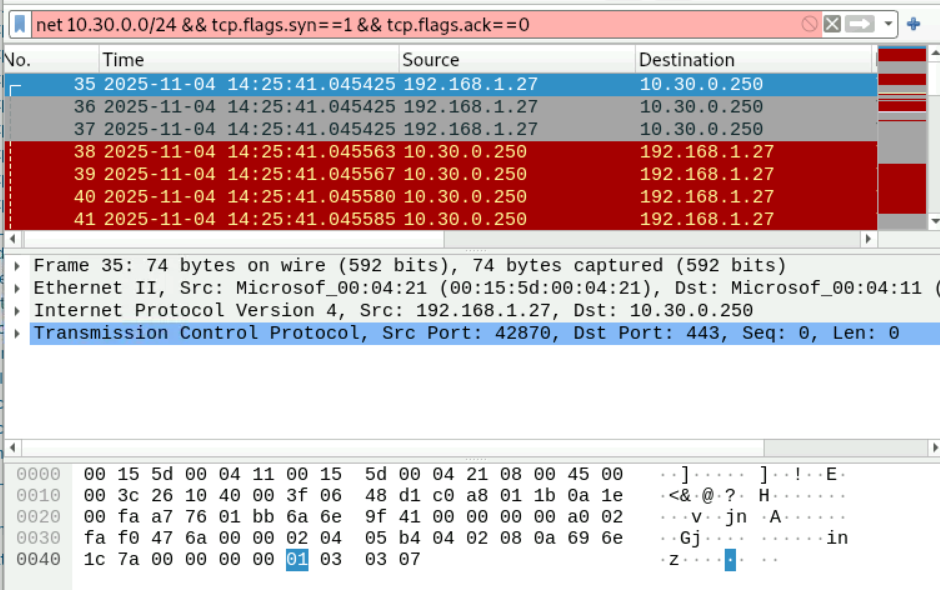 net 10.30.0.0/24 && tcp.flags.syn==1 && tcp.flags.ack==0
No. Time Source Destination
35 2025-11-04 14:25:41.045425 192.168.1.27 10.30.0.250
36 2025-11-04 14:25:41.045425 192.168.1.27 10.30.0.250
37 2025-11-04 14:25:41.045425 192.168.1.27 10.30.0.250
38 2025-11-04 14:25:41.045563 10.30.0.250 192.168.1.27
39 2025-11-04 14:25:41.045567 10.30.0.250 192.168.1.27
40 2025-11-04 14:25:41.045580 10.30.0.250 192.168.1.27
41 2025-11-04 14:25:41.045585 10.30.0.250 192.168.1.27
Frame 35: 74 bytes on wire (592 bits), 74 bytes captured (592 bits)
Ethernet II, Src: Microsof_00:04:21 (00:15:5d:00:04:21), Dst: Microsof_00:04:11 (
Internet Protocol Version 4, Src: 192.168.1.27, Dst: 10.30.0.250
Transmission Control Protocol, Src Port: 42870, Dst Port: 443, Seq: 0, Len: 0
0000 00 15 5d 00 04 11 00 15 5d 00 04 21 08 00 45 00 ··]····· ]··!··E·
0010 00 3c 26 10 40 00 3f 06 48 d1 c0 a8 01 1b 0a 1e ·<&·@·?· H·······
0020 00 fa a7 76 01 bb 6a 6e 9f 41 00 00 00 00 a0 02 ···v··jn ·A······
0030 fa f0 47 6a 00 00 02 04 05 b4 04 02 08 0a 69 6e ··Gj···· ······in
0040 1c 7a 00 00 00 00 01 03 03 07 ·z······ ··